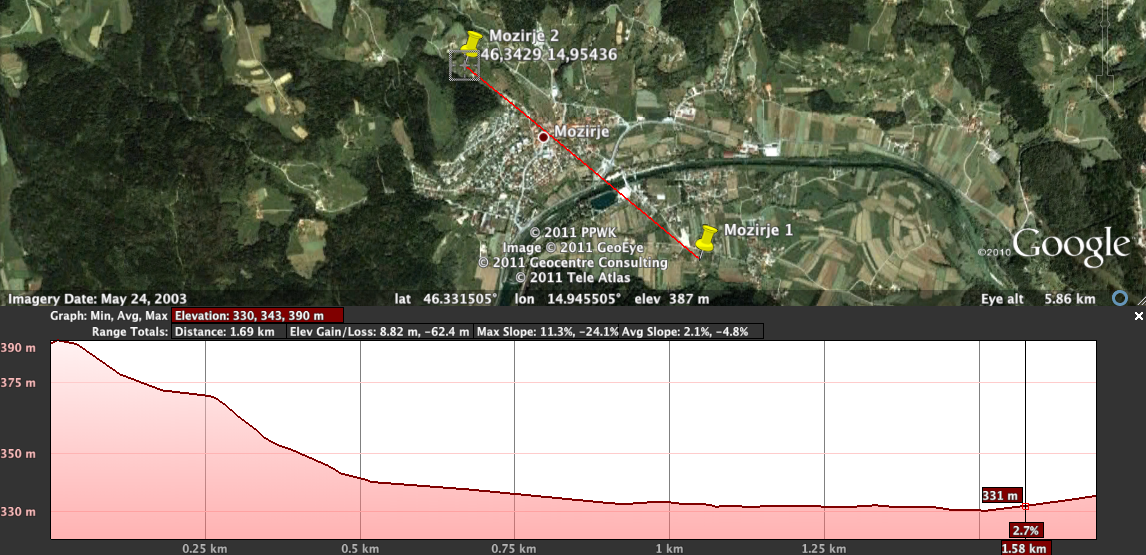 Mozirje 2
46,3429 14,95436
Mozirje
Mozirje 1
© 2011 PPWK
Image © 2011 GeoEye
© 2011 Geocentre Consulting
© 2011 Tele Atlas
©2010 Google
Imagery Date: May 24, 2003 lat 46.331505° lon 14.945505° elev 387 m Eye alt 5.86 km
Graph: Min, Avg, Max Elevation: 330, 343, 390 m
Range Totals: Distance: 1.69 km Elev Gain/Loss: 8.82 m, -62.4 m Max Slope: 11.3%, -24.1% Avg Slope: 2.1%, -4.8%
390 m
375 m
350 m
331 m
330 m
2.7%
0.25 km 0.5 km 0.75 km 1 km 1.25 km 1.58 km